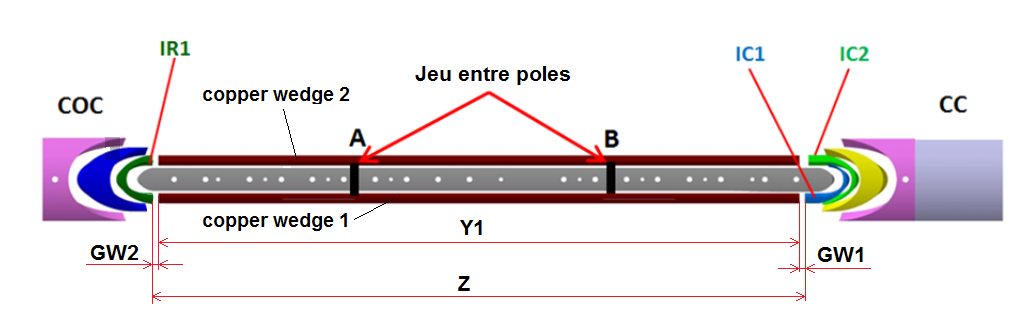 IR1
IC1
IC2
Jeu entre poles
copper wedge 2
COC
CC
A
B
copper wedge 1
Y1
GW2
GW1
Z